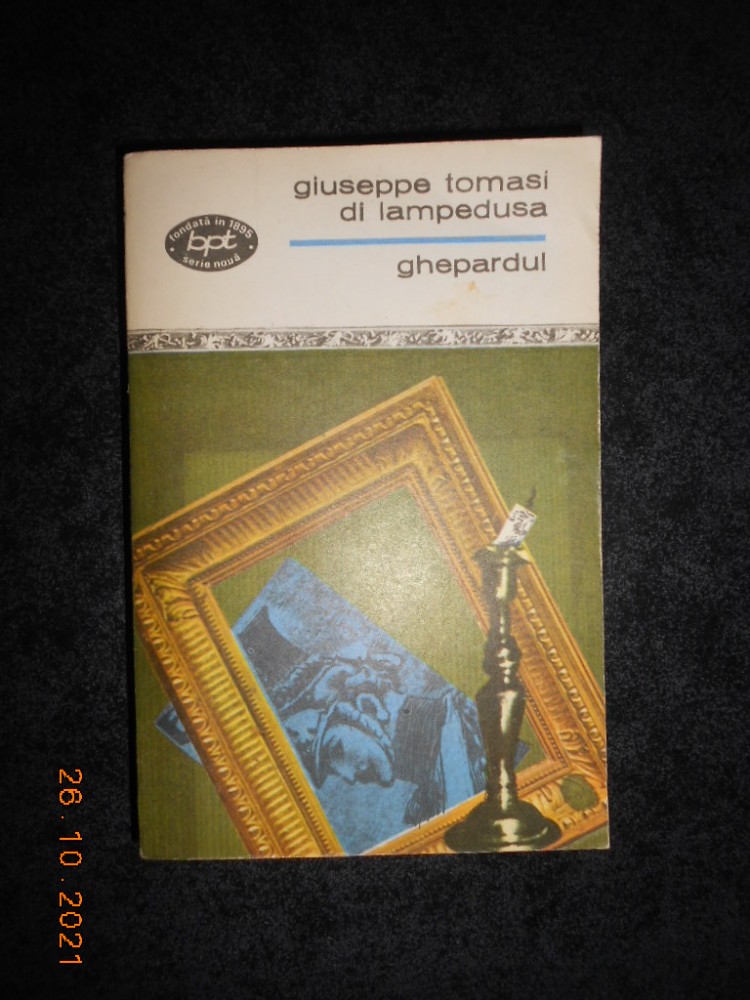 giuseppe tomasi
di lampedusa
fondată în 1895
bpt
serie nouă
ghepardul
26.10.2021